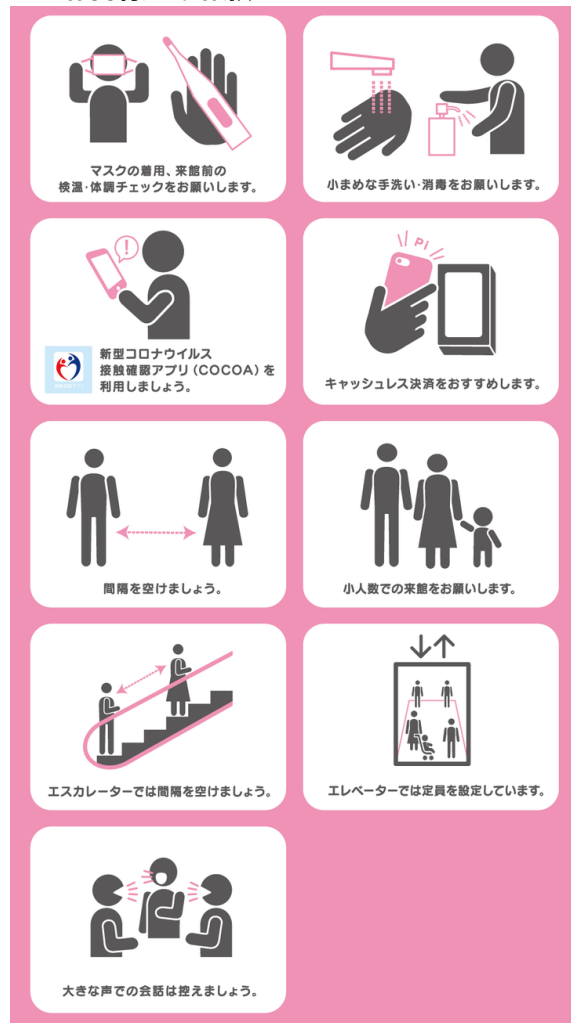 マスクの着用、来館前の
検温・体調チェックをお願いします。
小まめな手洗い・消毒をお願いします。
!
新型コロナウイルス
接触確認アプリ(COCOA)を
利用しましょう。
PI
キャッシュレス決済をおすすめします。
間隔を空けましょう。
小人数での来館をお願いします。
エスカレーターでは間隔を空けましょう。
エレベーターでは定員を設定しています。
大きな声での会話は控えましょう。